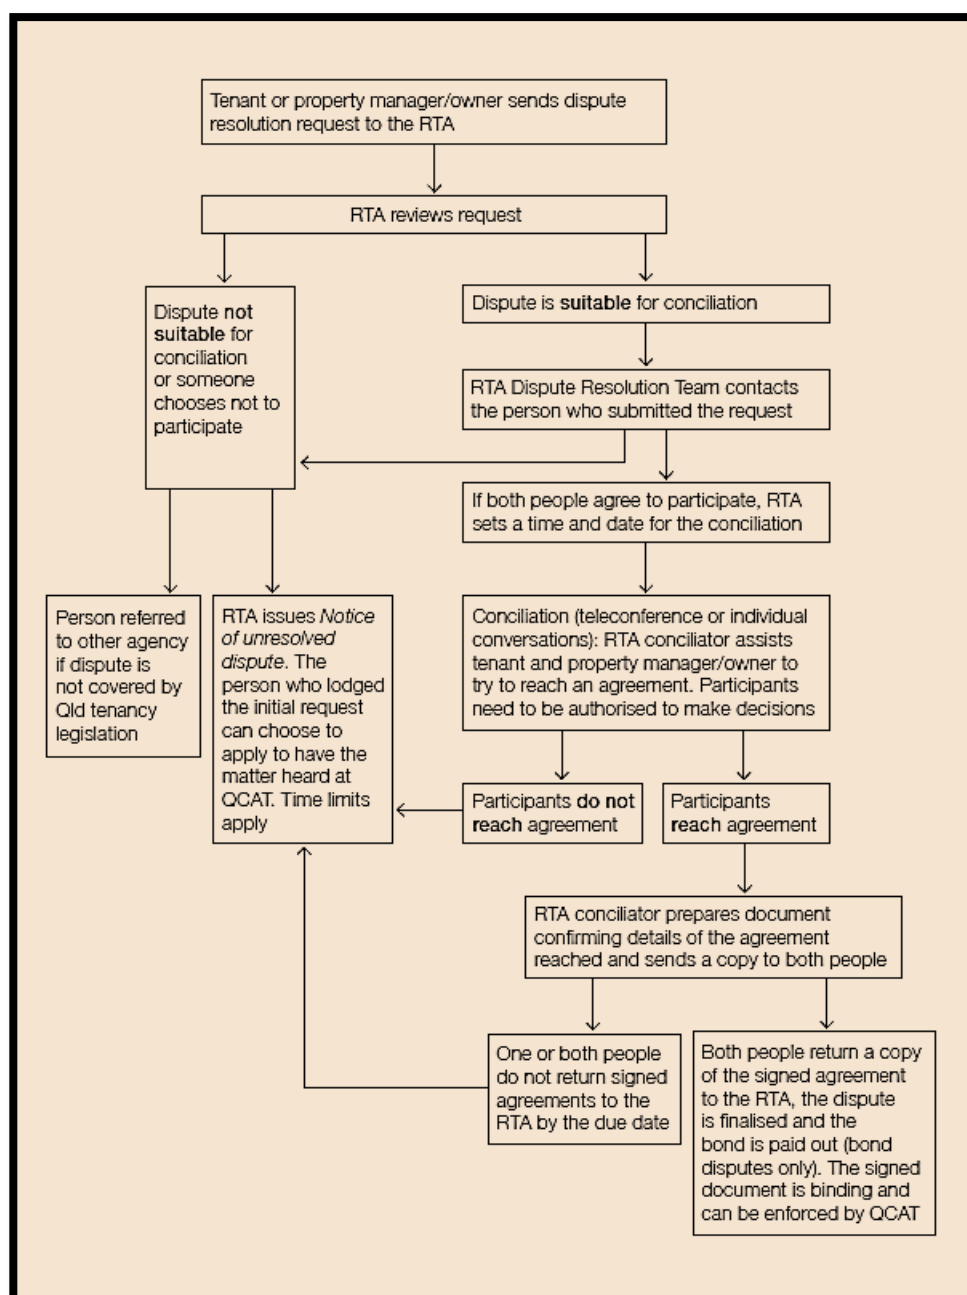 Tenant or property manager/owner sends dispute
resolution request to the RTA
RTA reviews request
Dispute not
suitable for
conciliation
or someone
chooses not to
participate
Dispute is suitable for conciliation
RTA Dispute Resolution Team contacts
the person who submitted the request
If both people agree to participate, RTA
sets a time and date for the conciliation
Person referred
to other agency
if dispute is
not covered by
Qld tenancy
legislation
RTA issues Notice
of unresolved
dispute. The
person who lodged
the initial request
can choose to
apply to have the
matter heard at
QCAT. Time limits
apply
Conciliation (teleconference or individual
conversations): RTA conciliator assists
tenant and property manager/owner to
try to reach an agreement. Participants
need to be authorised to make decisions
Participants do not
reach agreement
Participants
reach agreement
RTA conciliator prepares document
confirming details of the agreement
reached and sends a copy to both people
One or both people
do not return signed
agreements to the
RTA by the due date
Both people return a copy
of the signed agreement
to the RTA, the dispute
is finalised and the
bond is paid out (bond
disputes only). The signed
document is binding and
can be enforced by QCAT